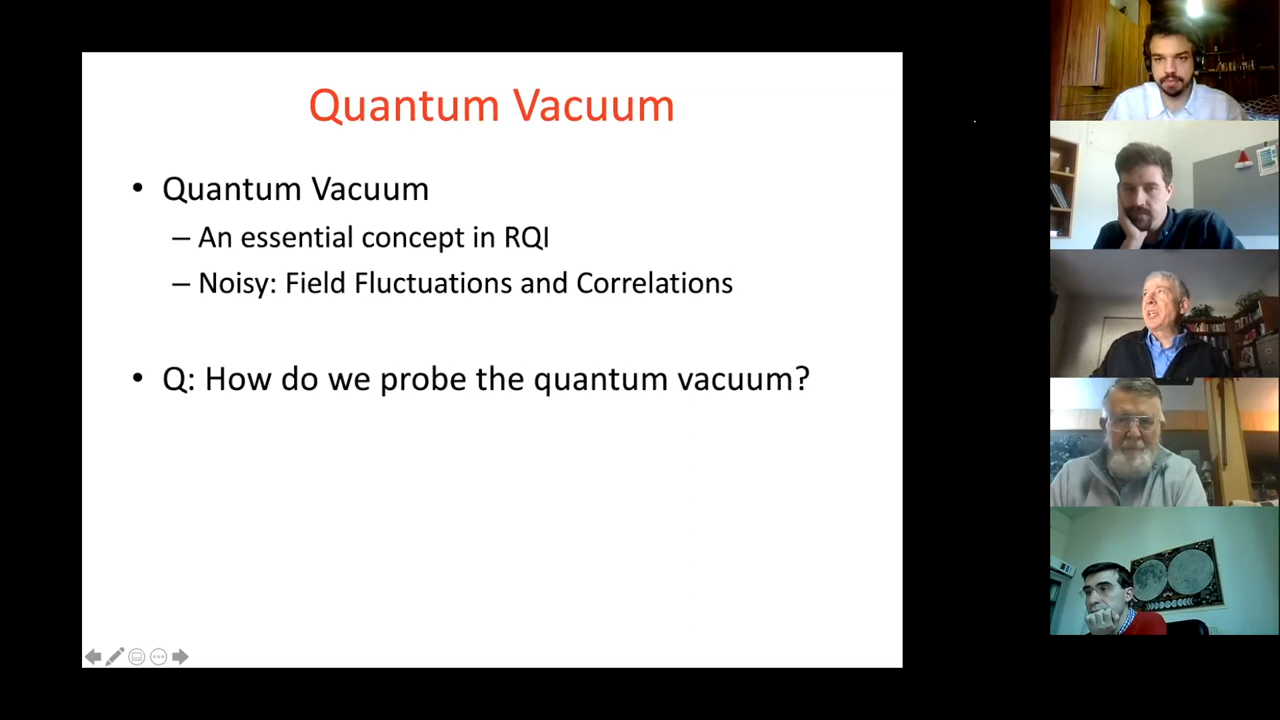 Quantum Vacuum
• Quantum Vacuum
– An essential concept in RQI
– Noisy: Field Fluctuations and Correlations
• Q: How do we probe the quantum vacuum?